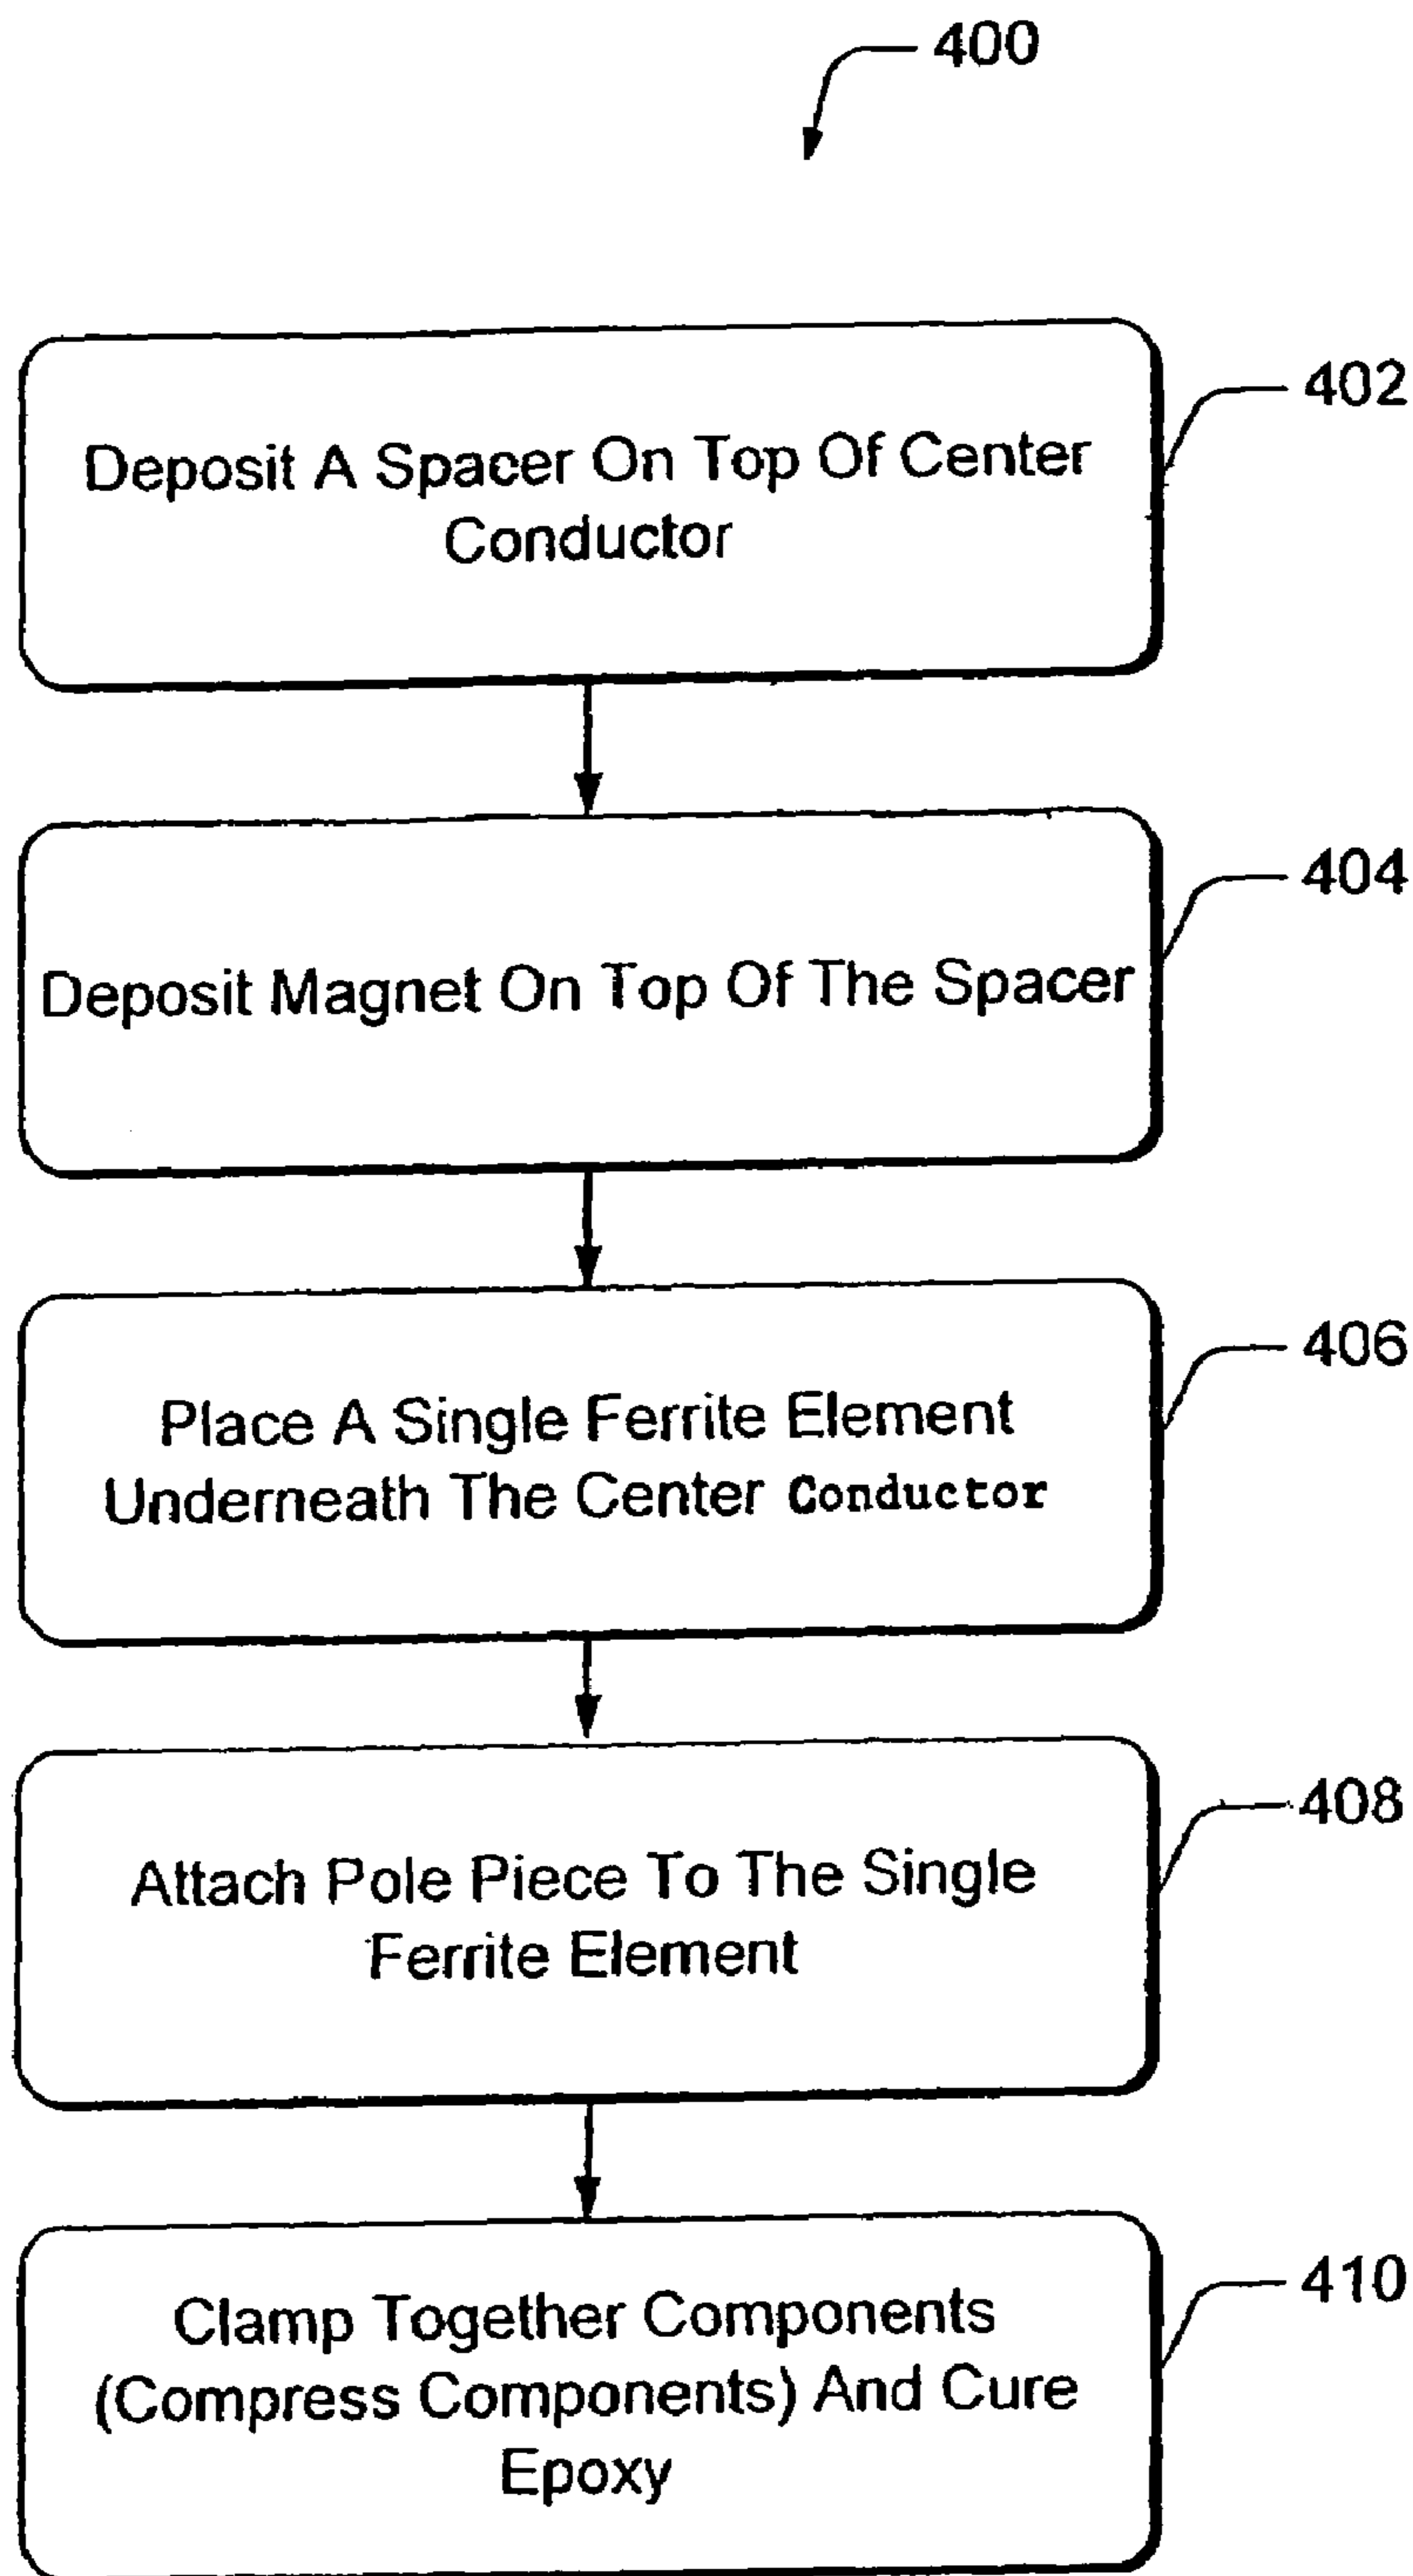 400
Deposit A Spacer On Top Of Center
Conductor
402
Deposit Magnet On Top Of The Spacer
404
Place A Single Ferrite Element
Underneath The Center Conductor
406
Attach Pole Piece To The Single
Ferrite Element
408
Clamp Together Components
(Compress Components) And Cure
Epoxy
410